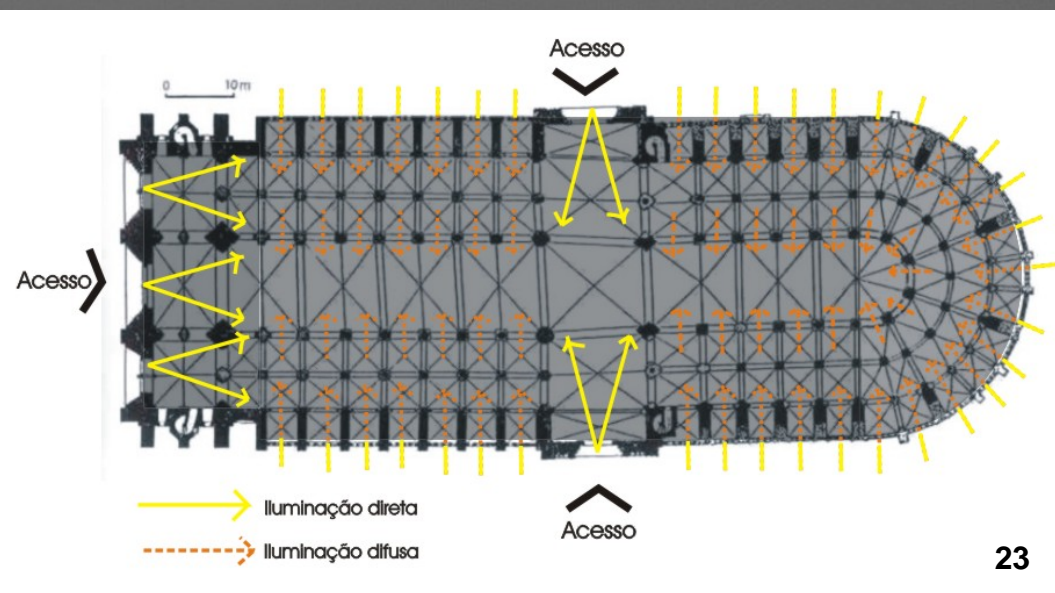 Acesso
0 10m
Acesso
Iluminação direta
Acesso
Iluminação difusa
23